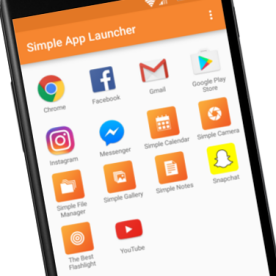 Simple App Launcher
Chrome
Facebook
Gmail
Google Play
Store
Instagram
Messenger
Simple Calendar
Simple Camera
Simple File
Manager
Simple Gallery
Simple Notes
Snapchat
The Best
Flashlight
YouTube